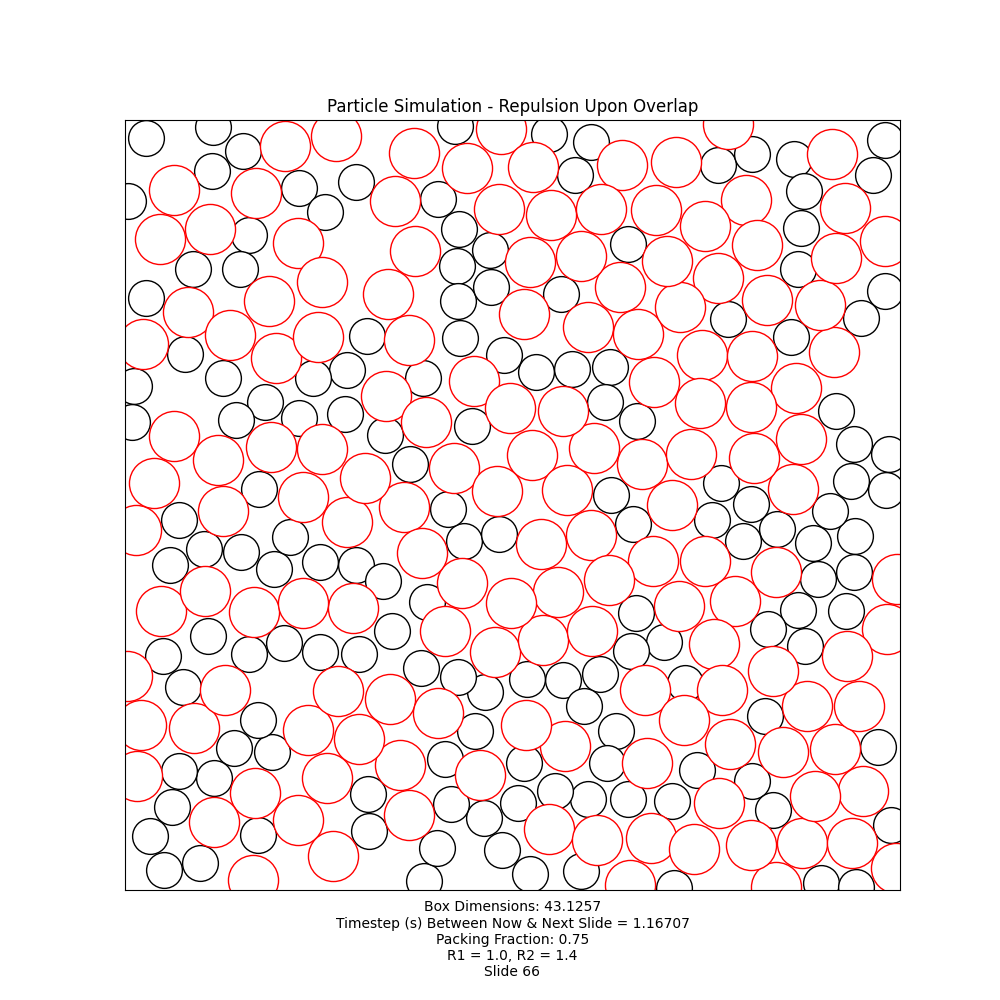 Particle Simulation - Repulsion Upon Overlap
Box Dimensions: 43.1257
Timestep (s) Between Now & Next Slide = 1.16707
Packing Fraction: 0.75
R1 = 1.0, R2 = 1.4
Slide 66